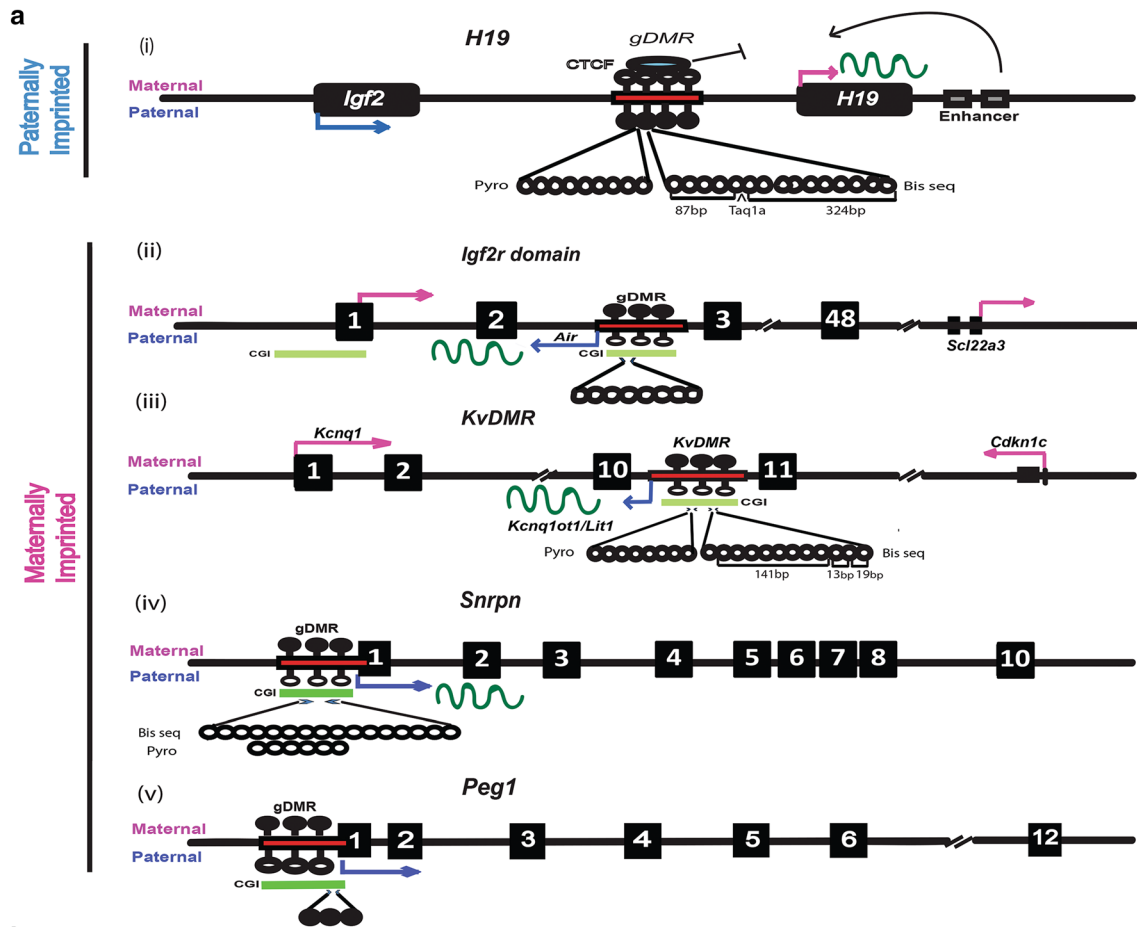 a
(i)
H19
gDMR
CTCF
Maternal
Paternal
Igf2
H19
Enhancer
Paternally
Imprinted
Pyro
Bis seq
87bp
Taq1a
324bp
(ii)
Igf2r domain
Maternal
Paternal
1
2
gDMR
3
48
Scl22a3
Air
CGI
CGI
(iii)
KvDMR
Kcnq1
KvDMR
Cdkn1c
Maternal
Paternal
1
2
10
11
CGI
Kcnq1ot1/Lit1
Pyro
Bis seq
141bp
13bp
19bp
Maternally
Imprinted
(iv)
Snrpn
gDMR
Maternal
Paternal
1
2
3
4
5
6
7
8
10
CGI
Bis seq
Pyro
(v)
Peg1
gDMR
Maternal
Paternal
1
2
3
4
5
6
12
CGI